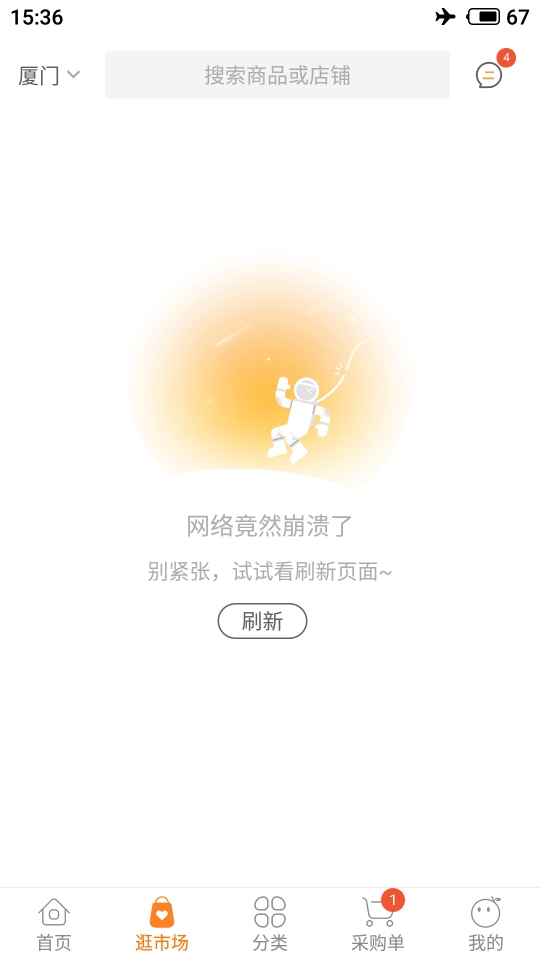 15:36
67
厦门
搜索商品或店铺
4
网络竟然崩溃了
别紧张，试试看刷新页面~
刷新
1
首页
逛市场
分类
采购单
我的